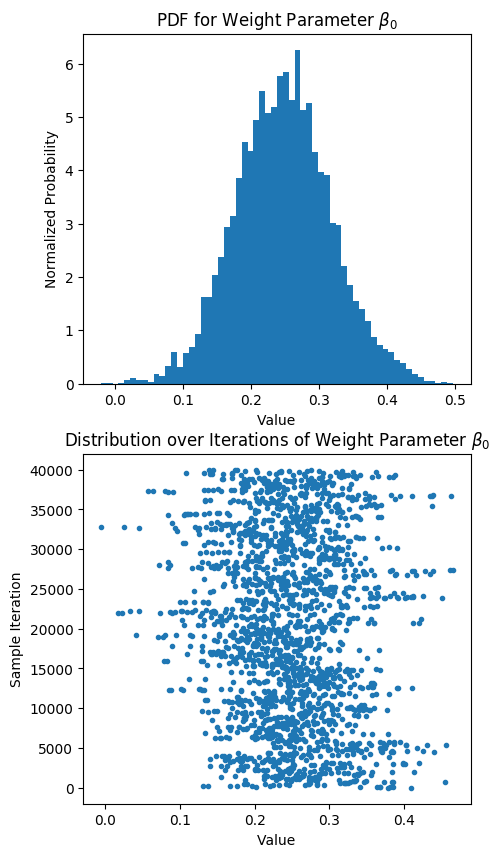 PDF for Weight Parameter β₀
6
5
4
3
2
1
0
Normalized Probability
0.0 0.1 0.2 0.3 0.4 0.5
Value
Distribution over Iterations of Weight Parameter β₀
40000
35000
30000
25000
20000
15000
10000
5000
0
Sample Iteration
0.0 0.1 0.2 0.3 0.4
Value